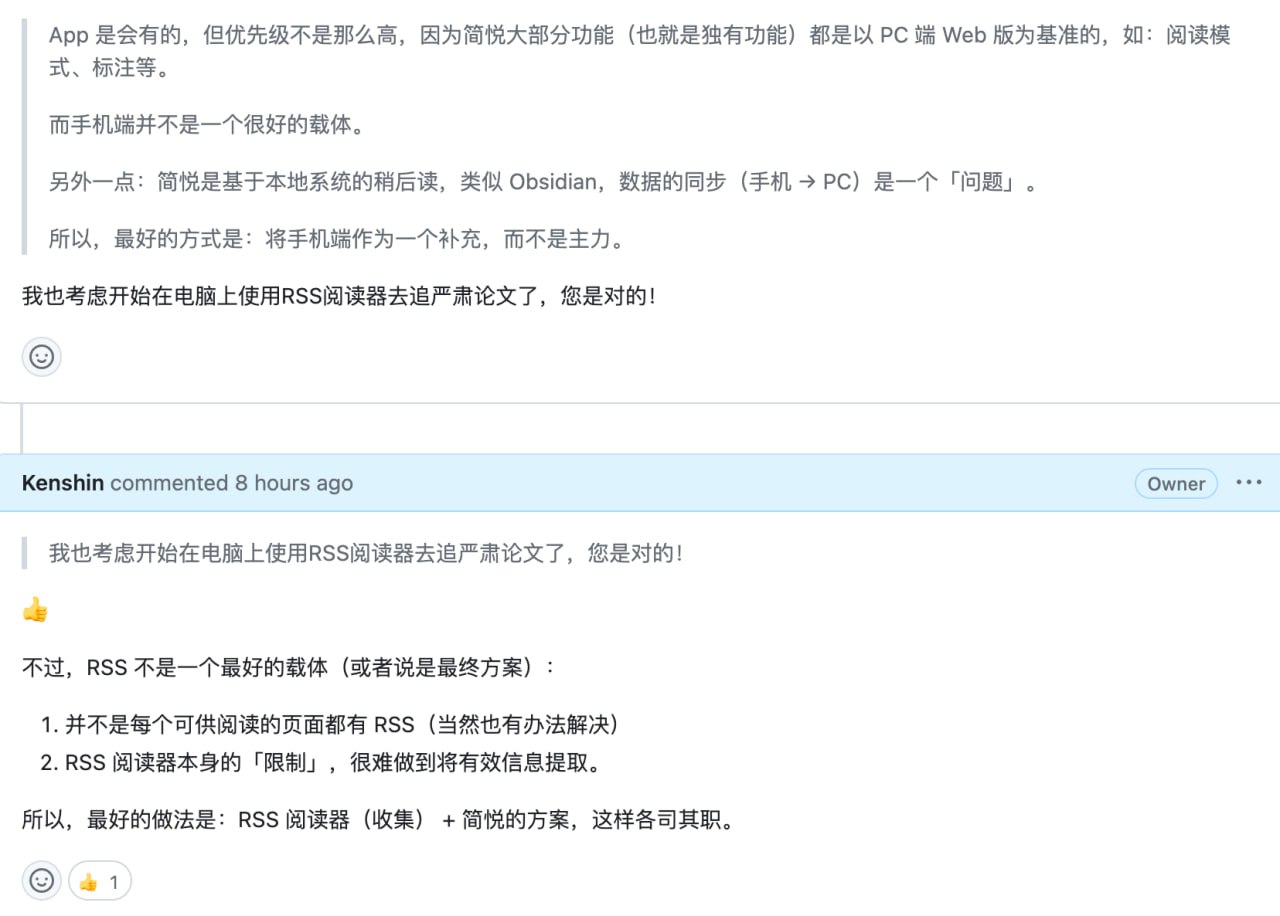 App 是会有的，但优先级不是那么高，因为简悦大部分功能（也就是独有功能）都是以 PC 端 Web 版为基准的，如：阅读模
式、标注等。
而手机端并不是一个很好的载体。
另外一点：简悦是基于本地系统的稍后读，类似 Obsidian，数据的同步（手机 → PC）是一个「问题」。
所以，最好的方式是：将手机端作为一个补充，而不是主力。
我也考虑开始在电脑上使用RSS阅读器去追严肃论文了，您是对的！
Kenshin commented 8 hours ago
Owner
我也考虑开始在电脑上使用RSS阅读器去追严肃论文了，您是对的！
👍
不过，RSS 不是一个最好的载体（或者说是最终方案）：
1. 并不是每个可供阅读的页面都有 RSS（当然也有办法解决）
2. RSS 阅读器本身的「限制」，很难做到将有效信息提取。
所以，最好的做法是：RSS 阅读器（收集） + 简悦的方案，这样各司其职。
👍 1